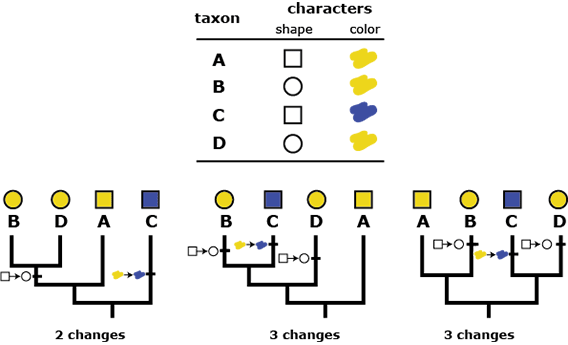 taxon characters
shape color
A
B
C
D
B D A C
B C D A
A B C D
2 changes
3 changes
3 changes